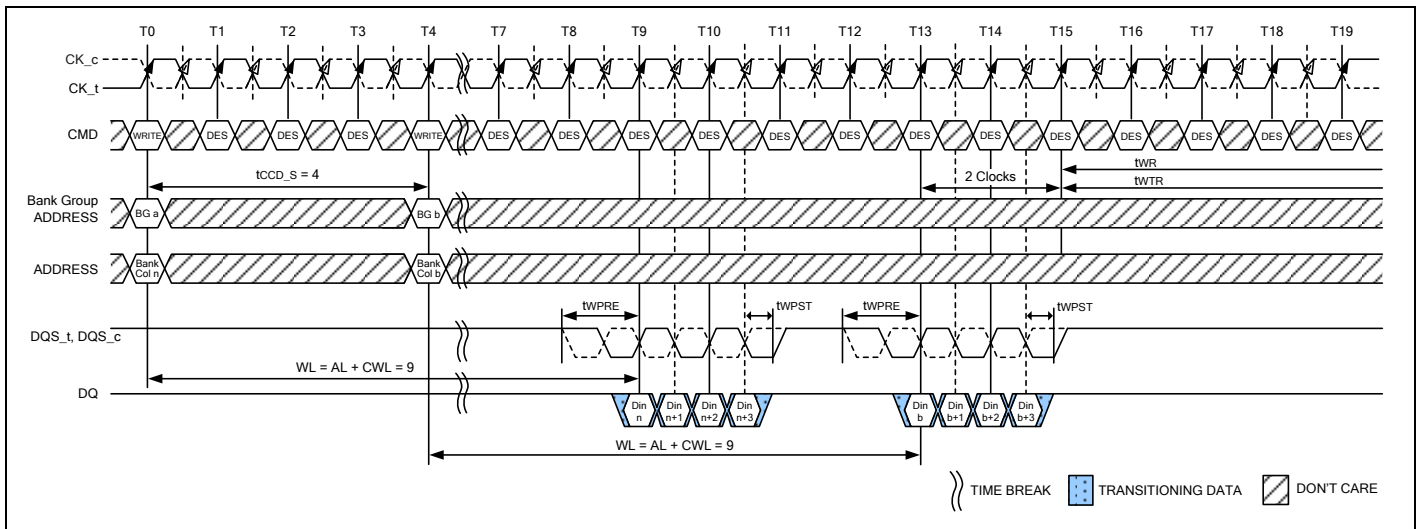 T0 T1 T2 T3 T4 T7 T8 T9 T10 T11 T12 T13 T14 T15 T16 T17 T18 T19
CK_c
CK_t
CMD WRITE DES DES DES WRITE DES DES DES DES DES DES DES DES DES DES DES DES DES
tCCD_S = 4 2 Clocks tWR
tWTR
Bank Group
ADDRESS BG a BG b
ADDRESS Bank Col n Bank Col b
tWPRE tWPST tWPRE tWPST
DQS_t, DQS_c
WL = AL + CWL = 9
DQ Din n Din n+1 Din n+2 Din n+3 Din b Din b+1 Din b+2 Din b+3
WL = AL + CWL = 9
TIME BREAK TRANSITIONING DATA DON'T CARE